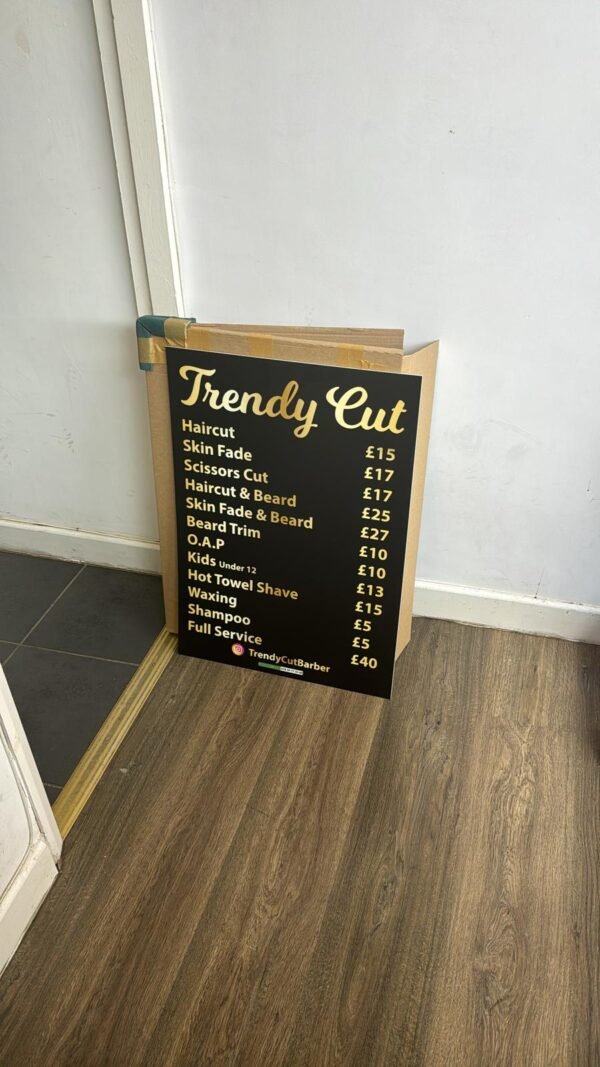 Trendy Cut
Haircut £15
Skin Fade £17
Scissors Cut £17
Haircut & Beard £25
Skin Fade & Beard £27
Beard Trim £10
O.A.P £10
Kids Under 12 £13
Hot Towel Shave £15
Waxing £5
Shampoo £5
Full Service £40
TrendyCutBarber